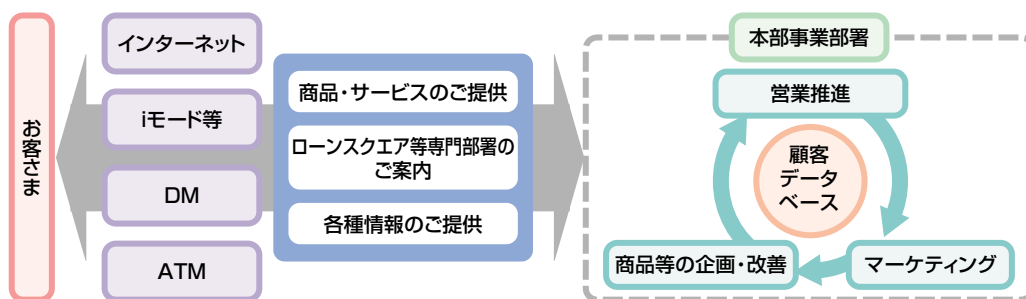 お客さま
インターネット
iモード等
DM
ATM
商品・サービスのご提供
ローンスクエア等専門部署の
ご案内
各種情報のご提供
本部事業部署
営業推進
顧客
データ
ベース
商品等の企画・改善
マーケティング